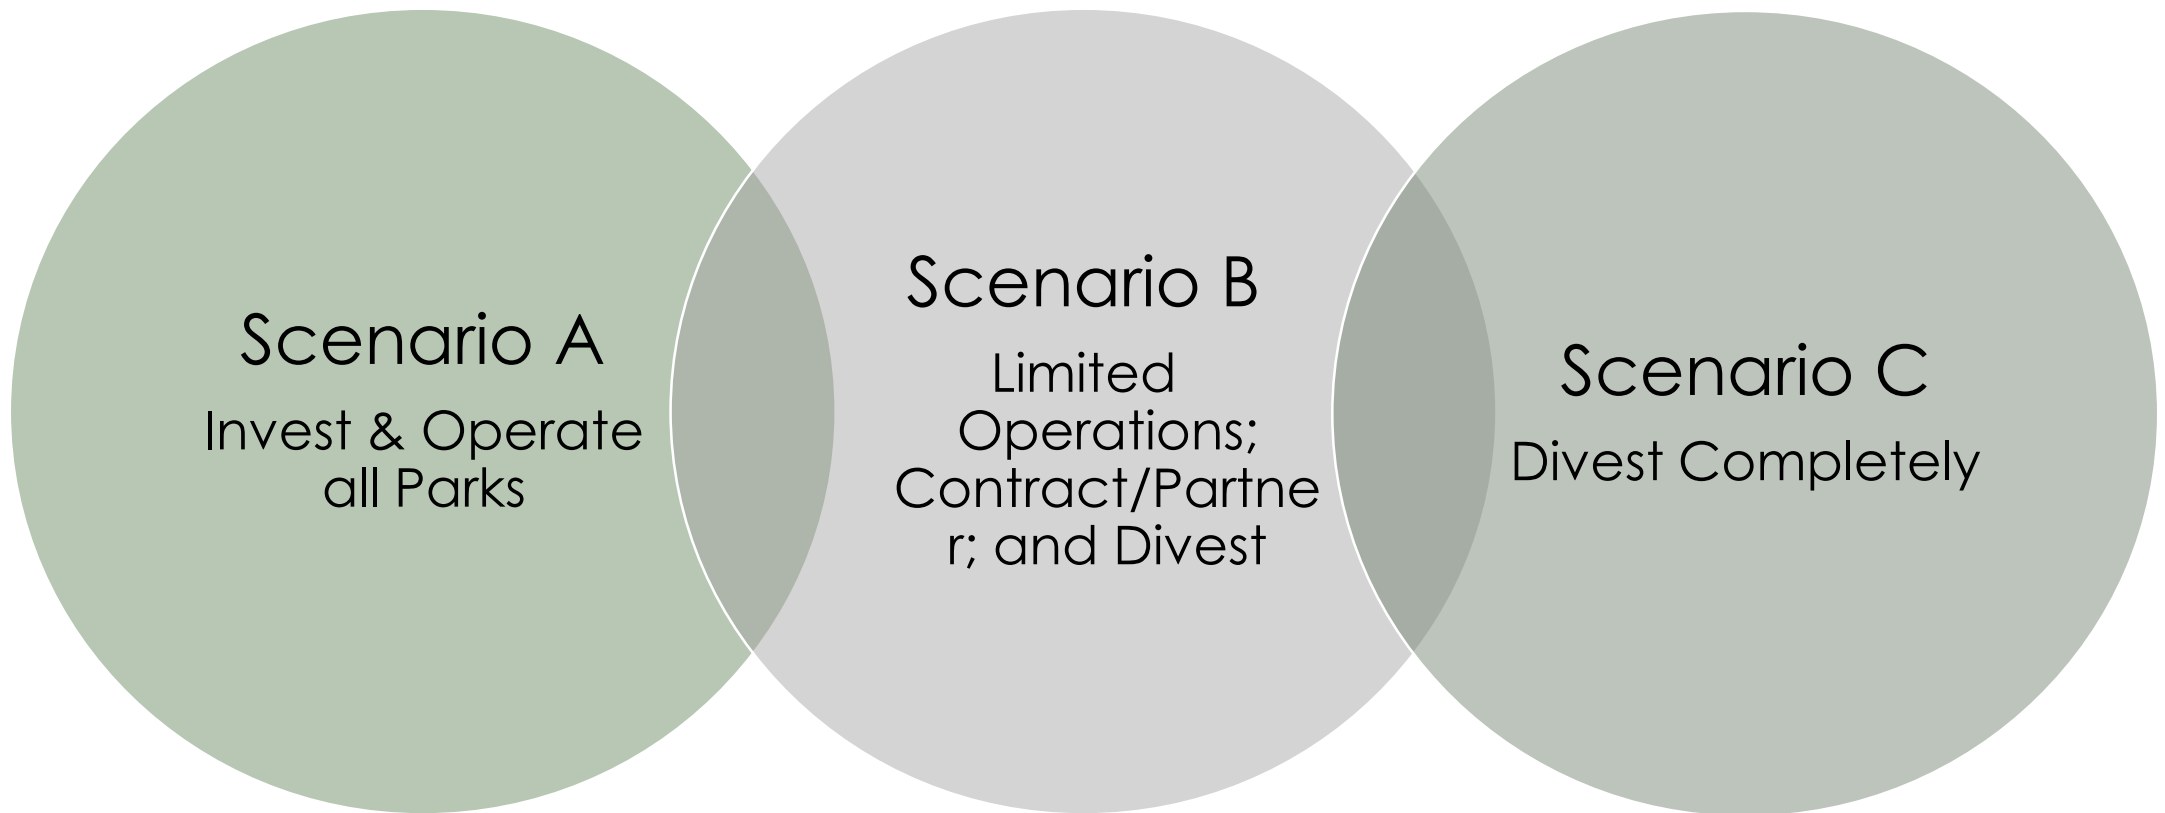 Scenario A
Invest & Operate
all Parks
Scenario B
Limited
Operations;
Contract/Partne
r; and Divest
Scenario C
Divest Completely